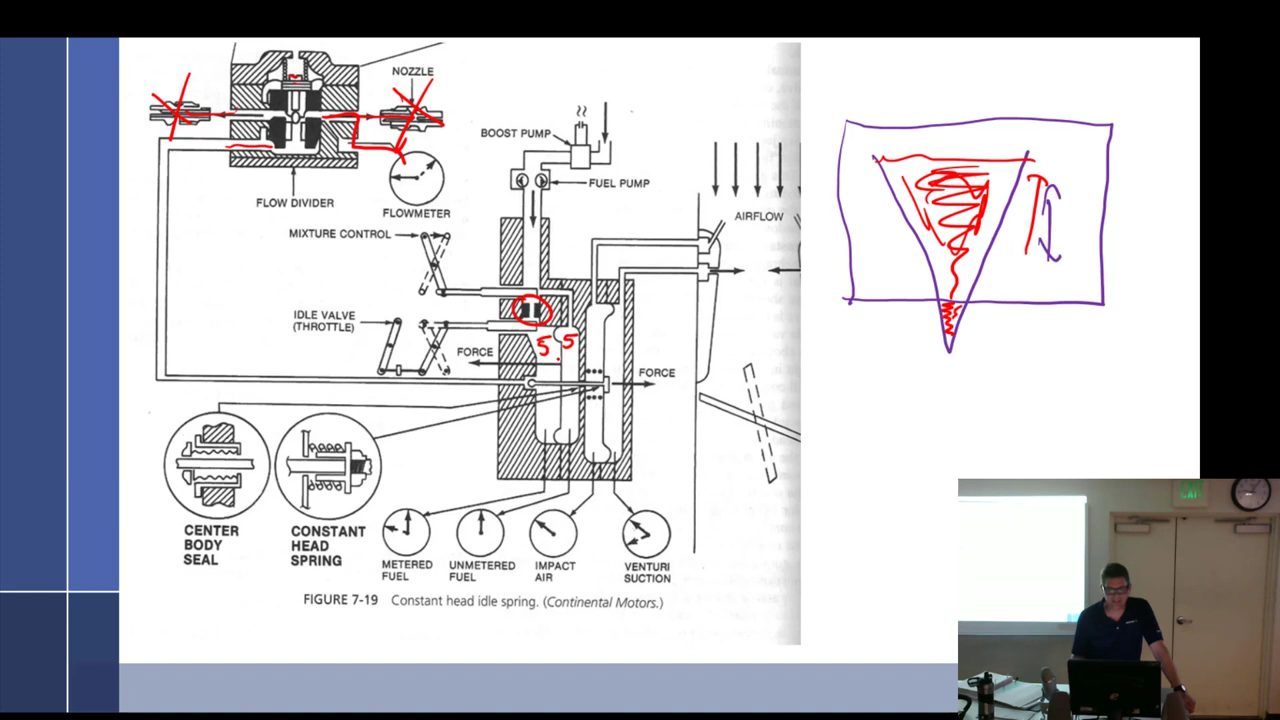 NOZZLE
BOOST PUMP
FUEL PUMP
FLOW DIVIDER
FLOWMETER
AIRFLOW
MIXTURE CONTROL
IDLE VALVE
(THROTTLE)
5.5
FORCE
FORCE
CENTER
BODY
SEAL
CONSTANT
HEAD
SPRING
METERED
FUEL
UNMETERED
FUEL
IMPACT
AIR
VENTURI
SUCTION
FIGURE 7-19 Constant head idle spring. (Continental Motors.)
EXIT